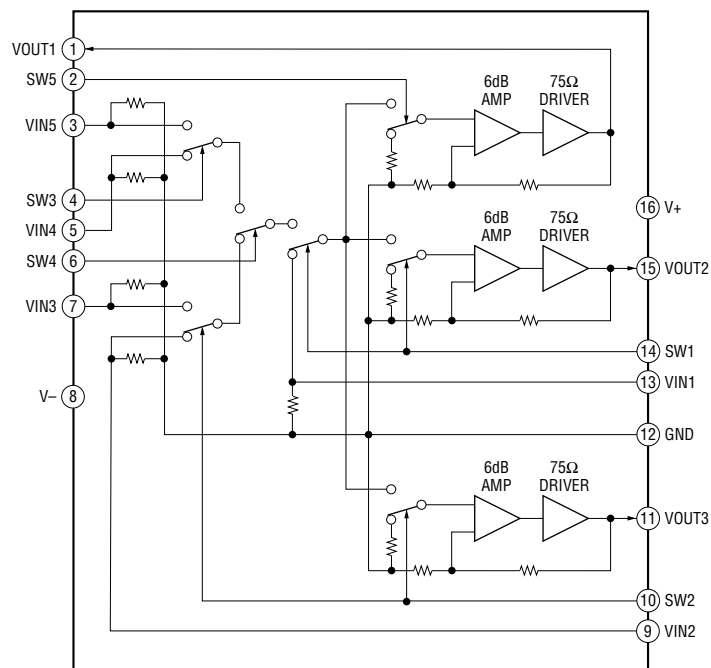 VOUT1 1
SW5 2
VIN5 3
SW3 4
VIN4 5
SW4 6
VIN3 7
V– 8
6dB
AMP
75Ω
DRIVER
16 V+
6dB
AMP
75Ω
DRIVER
15 VOUT2
14 SW1
13 VIN1
12 GND
6dB
AMP
75Ω
DRIVER
11 VOUT3
10 SW2
9 VIN2